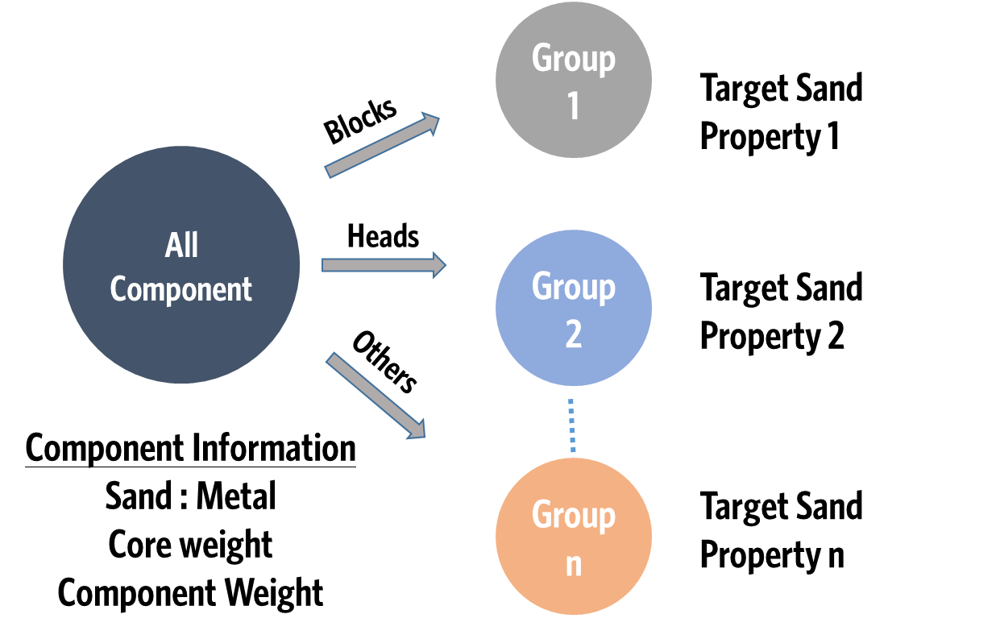 Group
1
Target Sand
Property 1
Blocks
All
Component
Heads
Group
2
Target Sand
Property 2
Others
Component Information
Sand : Metal
Core weight
Component Weight
Group
n
Target Sand
Property n